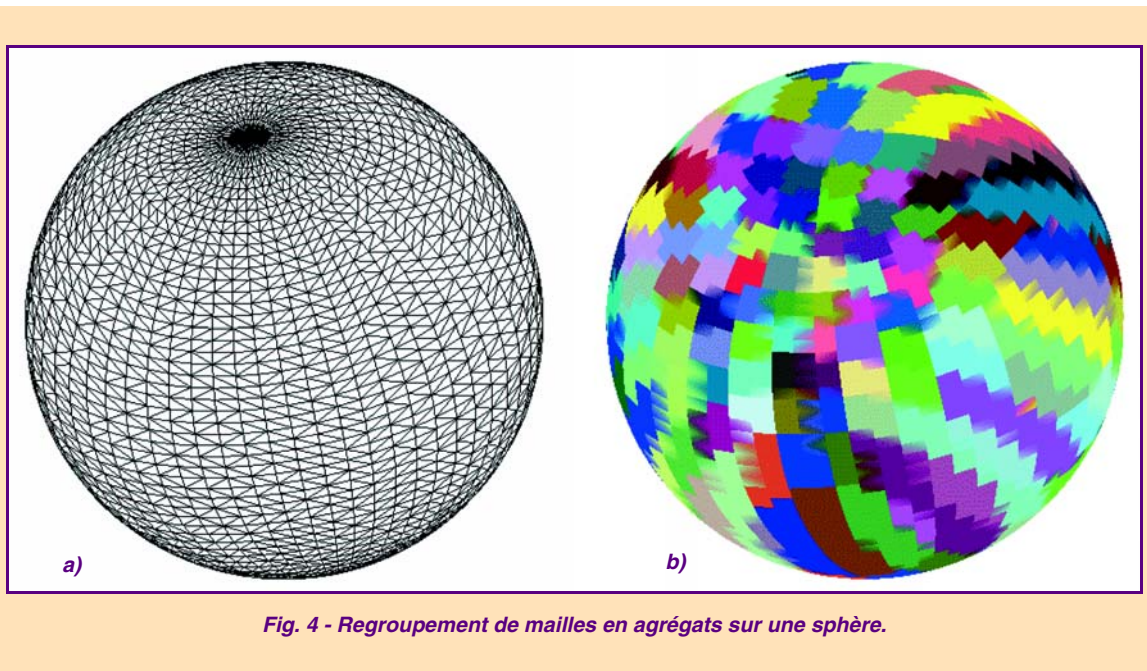 a)
b)
Fig. 4 - Regroupement de mailles en agrégats sur une sphère.